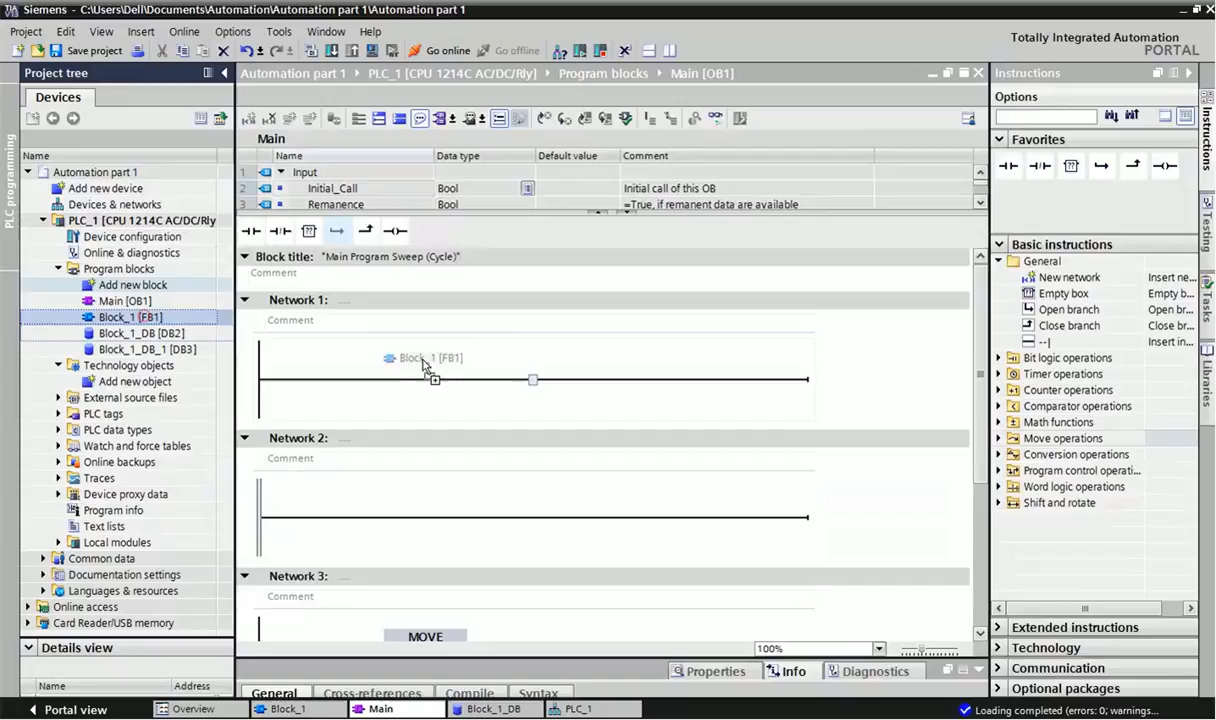 Siemens - C:\Users\Dell\Documents\Automation\Automation part 1\Automation part 1
Project Edit View Insert Online Options Tools Window Help
Totally Integrated Automation
PORTAL
Save project
Go online
Go offline
Project tree
Automation part 1 PLC_1 [CPU 1214C AC/DC/Rly] Program blocks Main [OB1]
Instructions
Devices
Options
PLC programming
Main
Name
Name Data type Default value Comment
Favorites
Automation part 1
1 Input
Add new device
2 Initial_Call Bool Initial call of this OB
Devices & networks
3 Remanence Bool =True, if remanent data are available
PLC_1 [CPU 1214C AC/DC/Rly
Device configuration
Online & diagnostics
Block title: "Main Program Sweep (Cycle)"
Comment
Program blocks
Add new block
Main [OB1]
Block_1 [FB1]
Block_1_DB [DB2]
Block_1_DB_1 [DB3]
Technology objects
Add new object
External source files
PLC tags
PLC data types
Watch and force tables
Online backups
Traces
Device proxy data
Program info
Text lists
Local modules
Common data
Documentation settings
Languages & resources
Online access
Card Reader/USB memory
Details view
Name Address
Network 1: .....
Comment
Block_1 [FB1]
Network 2: .....
Comment
Network 3: .....
Comment
MOVE
100%
Properties Info Diagnostics
General Cross-references Compile Syntax
Basic instructions
General
New network Insert ne...
Empty box Empty b...
Open branch Open br...
Close branch Close br...
--| Insert in...
Bit logic operations
Timer operations
Counter operations
Comparator operations
Math functions
Move operations
Conversion operations
Program control operati...
Word logic operations
Shift and rotate
Extended instructions
Technology
Communication
Optional packages
Instructions
Testing
Tasks
Libraries
Portal view Overview Block_1 Main Block_1_DB PLC_1
Loading completed (errors: 0; warnings...